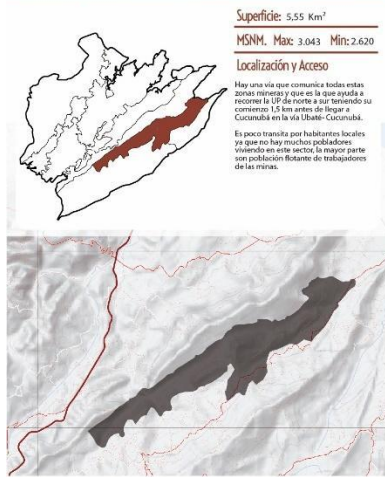 Superficie: 5,55 Km²
MSNM. Max: 3.043 Min: 2.620
Localización y Acceso
Hay una via que comunica todas estas
zonas mineras y que es la que ayuda a
recorrer la UP de norte a sur teniendo su
comienzo 1,5 km antes de llegar a
Cucunubá en la vía Ubaté- Cucunubá.
Es poco transita por habitantes locales
ya que no hay muchos pobladores
viviendo en este sector, la mayor parte
son población flotante de trabajadores
de las minas.